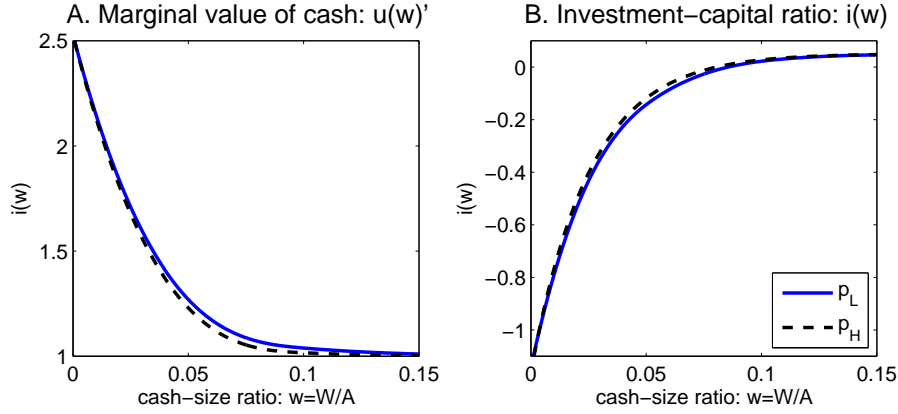 A. Marginal value of cash: u(w)’
B. Investment−capital ratio: i(w)
2.5
2
1.5
1
i(w)
0
0.05
0.1
0.15
cash−size ratio: w=W/A
0
−0.2
−0.4
−0.6
−0.8
−1
i(w)
0
0.05
0.1
0.15
cash−size ratio: w=W/A
p_L
p_H